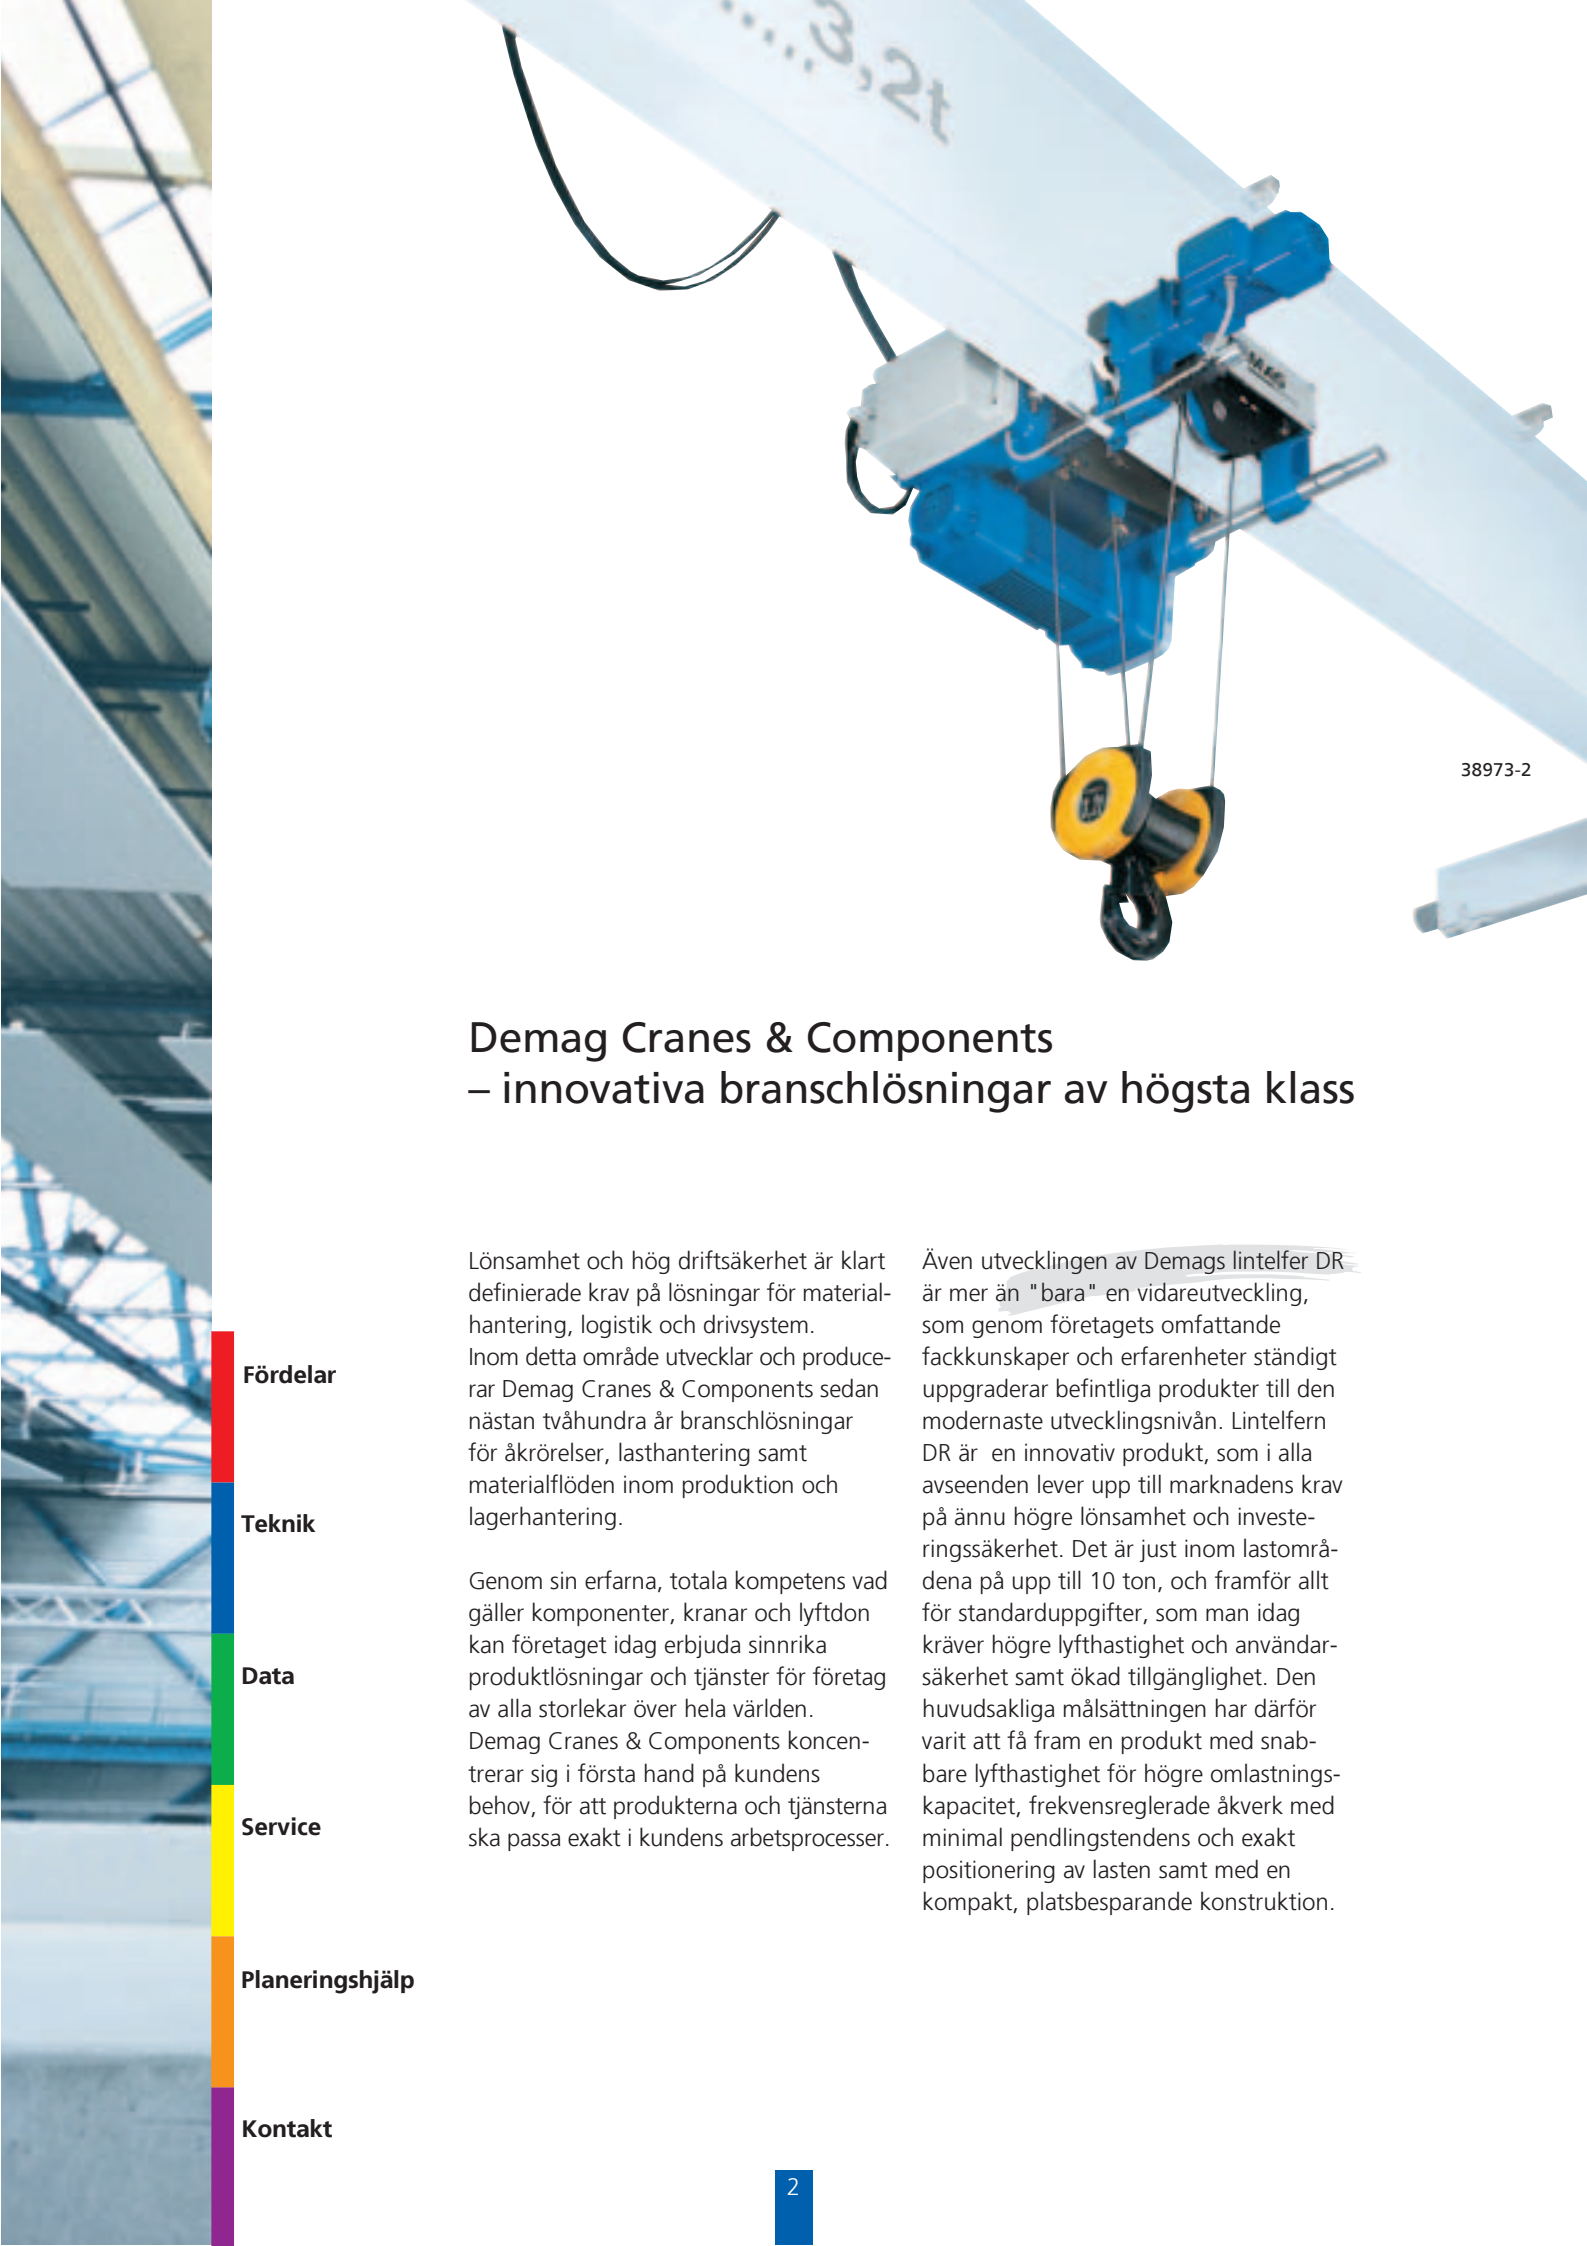 ....3,2t
MAG
38973-2
Demag Cranes & Components
– innovativa branschlösningar av högsta klass
Lönsamhet och hög driftsäkerhet är klart
definierade krav på lösningar för material-
hantering, logistik och drivsystem.
Inom detta område utvecklar och produce-
rar Demag Cranes & Components sedan
nästan tvåhundra år branschlösningar
för åkrörelser, lasthantering samt
materialflöden inom produktion och
lagerhantering.
Genom sin erfarna, totala kompetens vad
gäller komponenter, kranar och lyftdon
kan företaget idag erbjuda sinnrika
produktlösningar och tjänster för företag
av alla storlekar över hela världen.
Demag Cranes & Components koncen-
trerar sig i första hand på kundens
behov, för att produkterna och tjänsterna
ska passa exakt i kundens arbetsprocesser.
Även utvecklingen av Demags lintelfer DR
är mer än "bara" en vidareutveckling,
som genom företagets omfattande
fackkunskaper och erfarenheter ständigt
uppgraderar befintliga produkter till den
modernaste utvecklingsnivån. Lintelfern
DR är  en innovativ produkt, som i alla
avseenden lever upp till marknadens krav
på ännu högre lönsamhet och investe-
ringssäkerhet. Det är just inom lastområ-
dena på upp till 10 ton, och framför allt
för standarduppgifter, som man idag
kräver högre lyfthastighet och användar-
säkerhet samt ökad tillgänglighet. Den
huvudsakliga målsättningen har därför
varit att få fram en produkt med snab-
bare lyfthastighet för högre omlastnings-
kapacitet, frekvensreglerade åkverk med
minimal pendlingstendens och exakt
positionering av lasten samt med en
kompakt, platsbesparande konstruktion.
Fördelar
Teknik
Data
Service
Planeringshjälp
Kontakt
2